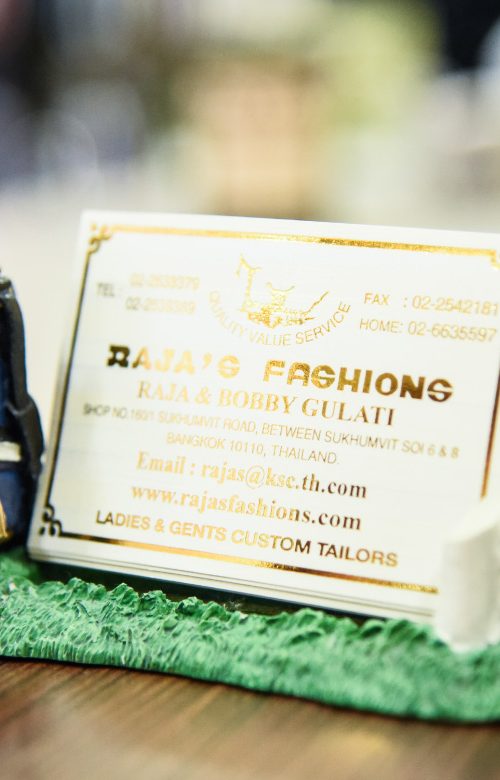 TEL : 02-2538379
02-2538389
QUALITY VALUE SERVICE
FAX : 02-2542181
HOME: 02-6635597
RAJA'S FASHIONS
RAJA & BOBBY GULATI
SHOP NO.160/1 SUKHUMVIT ROAD, BETWEEN SUKHUMVIT SOI 6 & 8
BANGKOK 10110, THAILAND.
Email : rajas@ksc.th.com
www.rajasfashions.com
LADIES & GENTS CUSTOM TAILORS